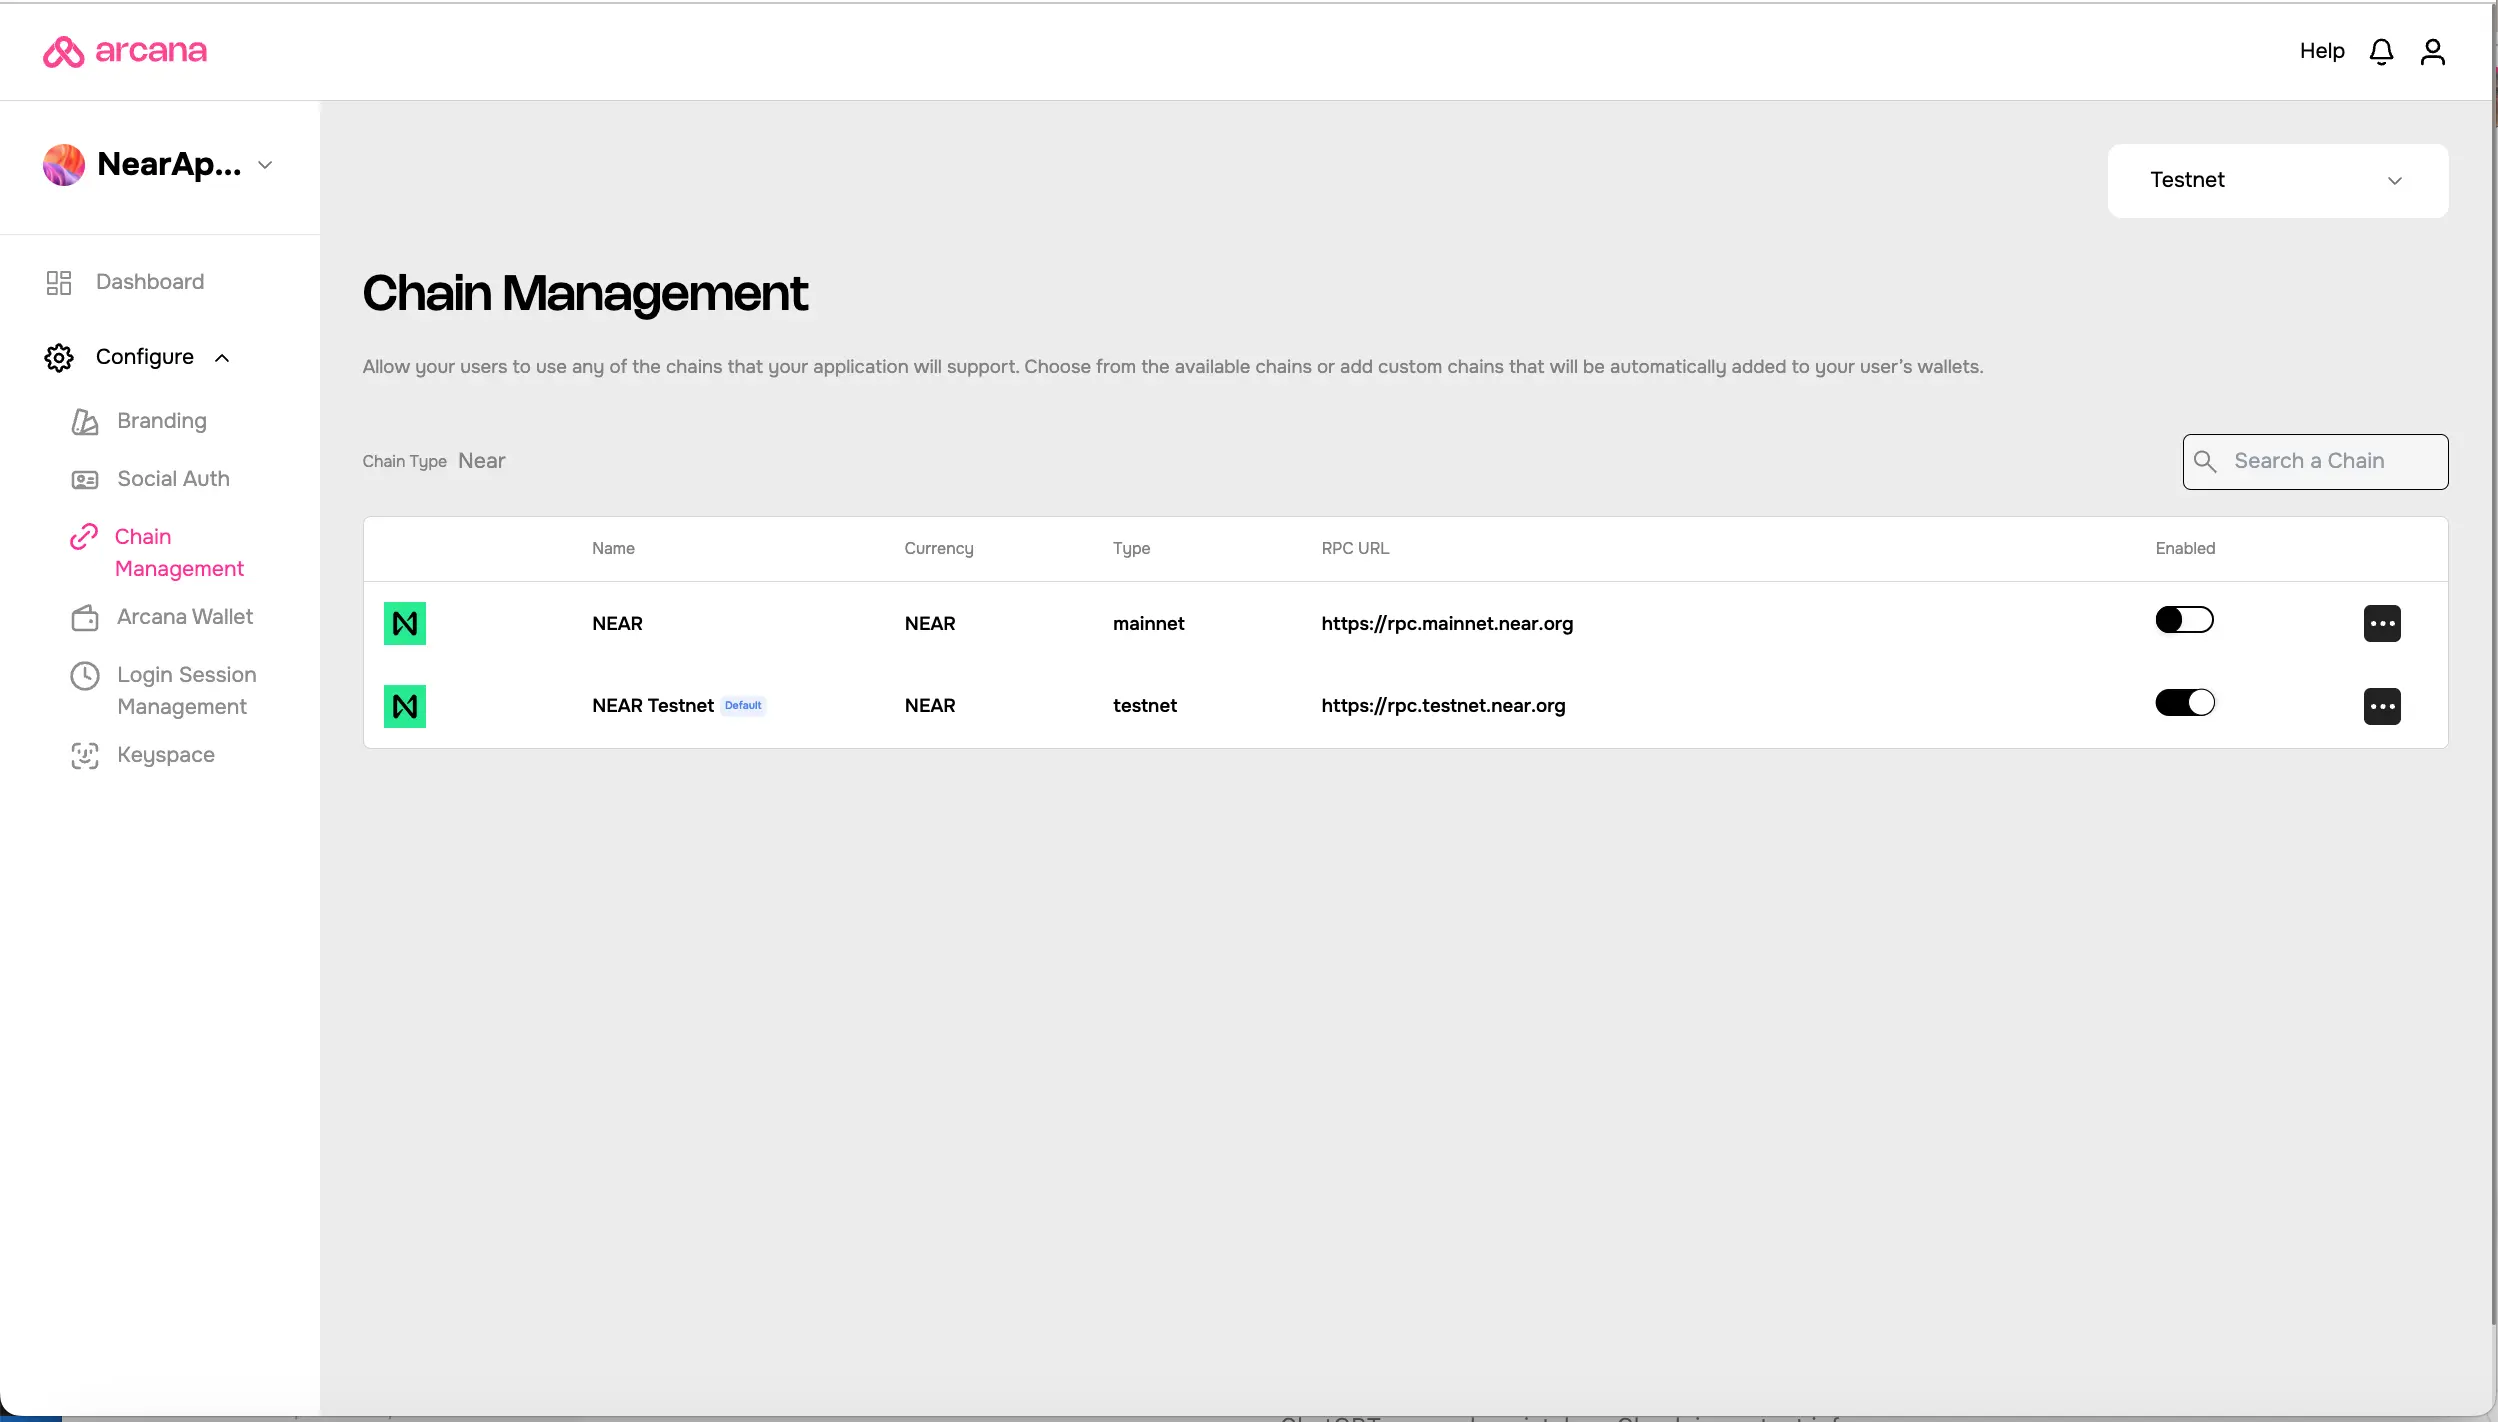 arcana
Help
NearAp...
Testnet
Dashboard
Configure
Branding
Social Auth
Chain
Management
Arcana Wallet
Login Session
Management
Keyspace
Chain Management
Allow your users to use any of the chains that your application will support. Choose from the available chains or add custom chains that will be automatically added to your user's wallets.
Chain Type Near
Search a Chain
Name Currency Type RPC URL Enabled
NEAR NEAR mainnet https://rpc.mainnet.near.org
NEAR Testnet Default NEAR testnet https://rpc.testnet.near.org